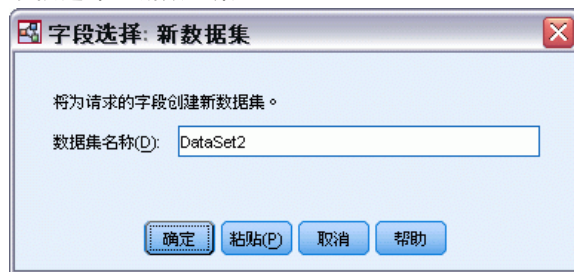 字段选择: 新数据集
将为请求的字段创建新数据集。
数据集名称(D): DataSet2
确定 粘贴(P) 取消 帮助